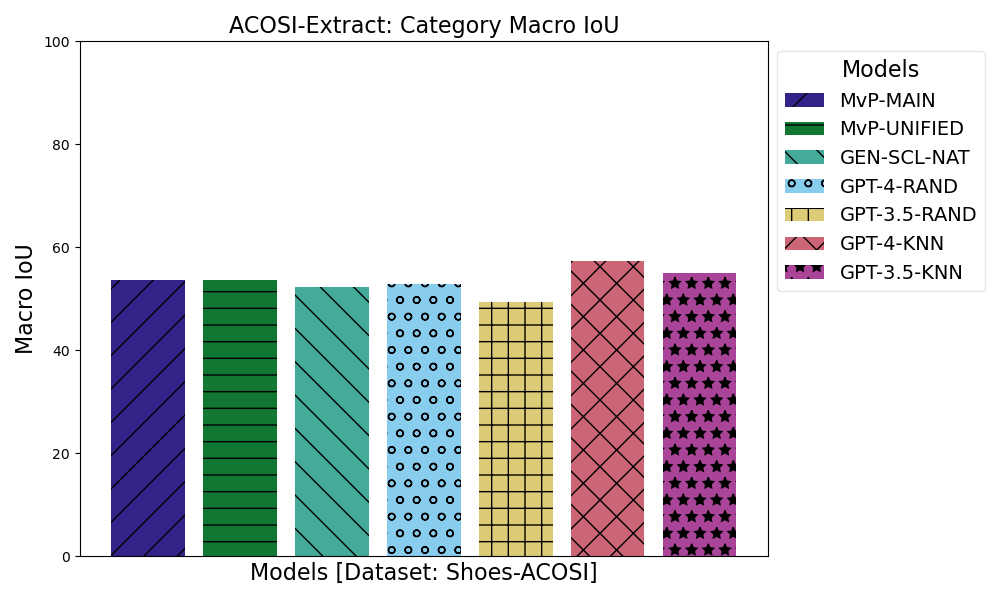 ACOSI-Extract: Category Macro IoU
100
80
60
40
20
0
Macro IoU
Models [Dataset: Shoes-ACOSI]
Models
MvP-MAIN
MvP-UNIFIED
GEN-SCL-NAT
GPT-4-RAND
GPT-3.5-RAND
GPT-4-KNN
GPT-3.5-KNN